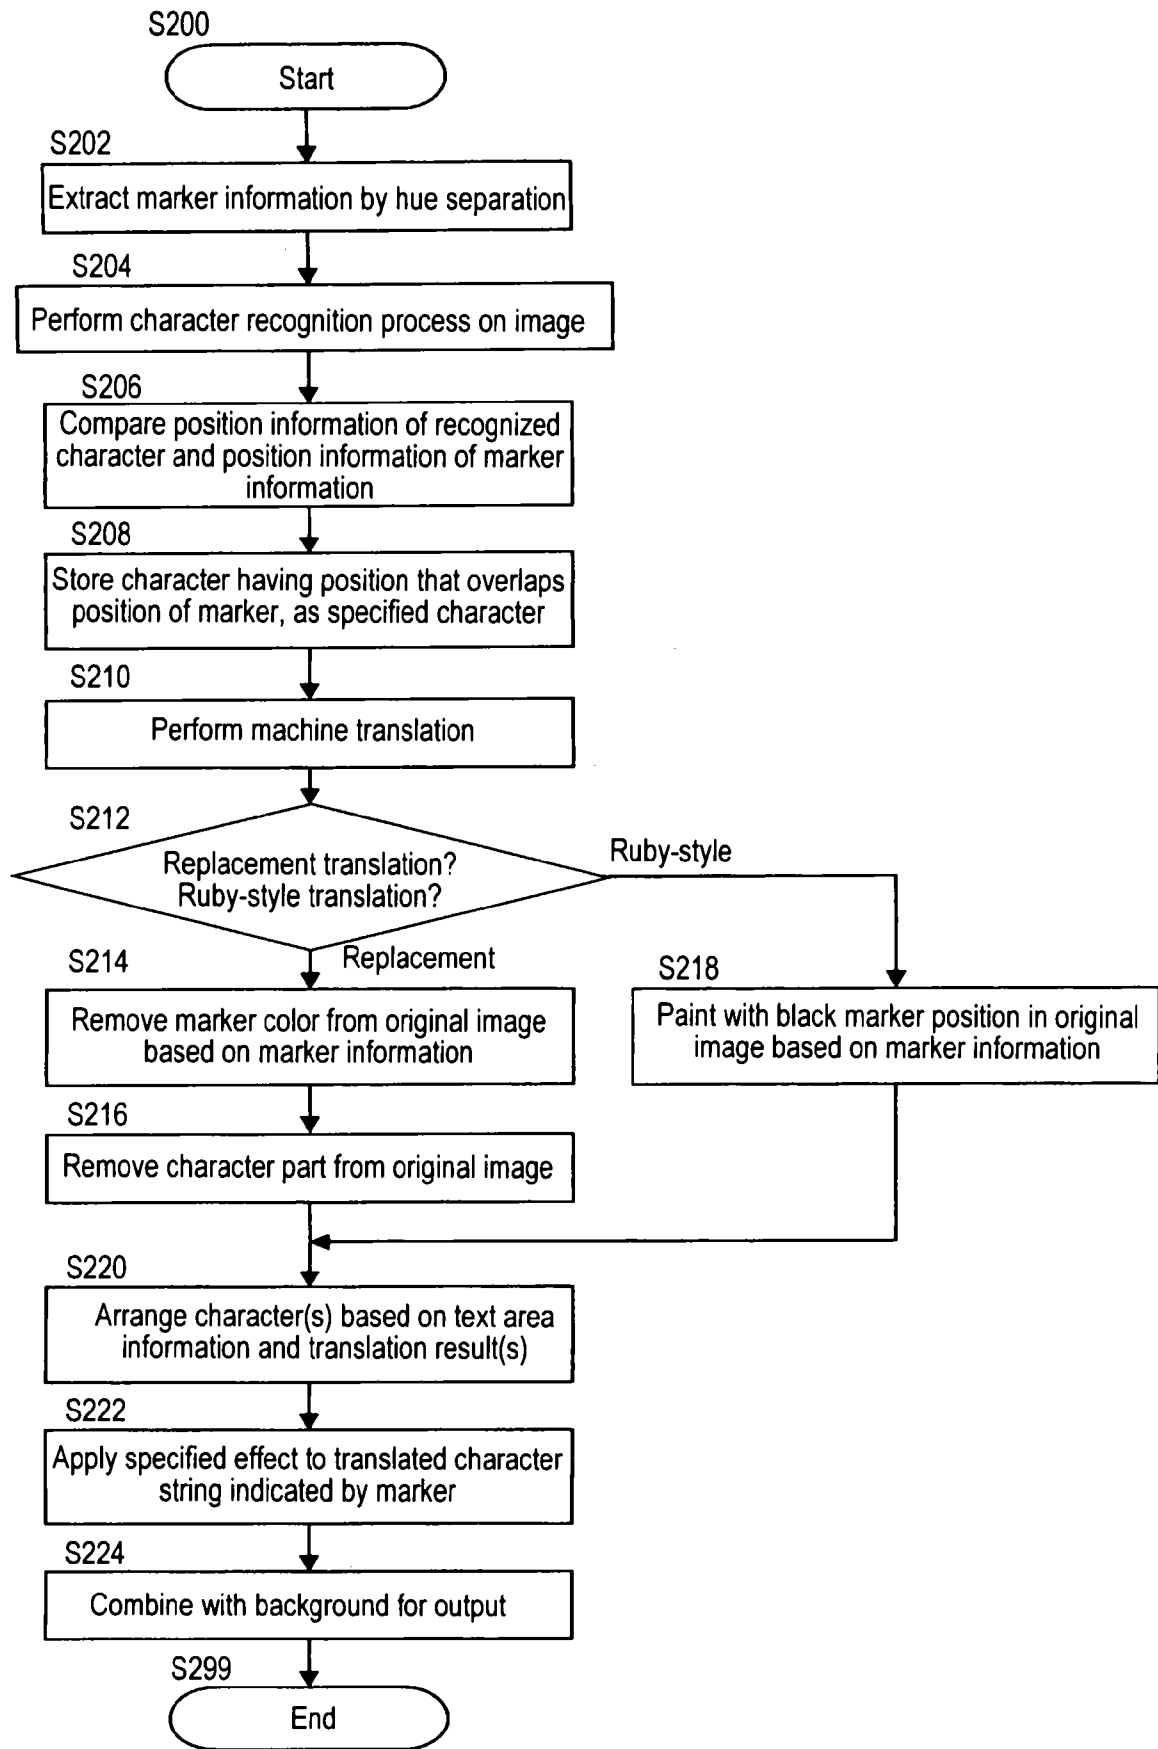 S200
Start
S202
Extract marker information by hue separation
S204
Perform character recognition process on image
S206
Compare position information of recognized
character and position information of marker
information
S208
Store character having position that overlaps
position of marker, as specified character
S210
Perform machine translation
S212
Replacement translation?
Ruby-style translation?
Ruby-style
Replacement
S214
Remove marker color from original image
based on marker information
S218
Paint with black marker position in original
image based on marker information
S216
Remove character part from original image
S220
Arrange character(s) based on text area
information and translation result(s)
S222
Apply specified effect to translated character
string indicated by marker
S224
Combine with background for output
S299
End